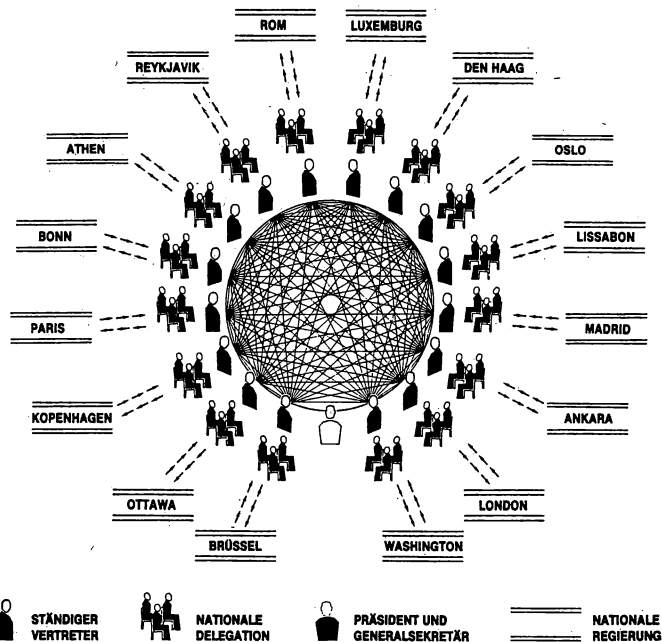 ROM
LUXEMBURG
REYKJAVIK
DEN HAAG
ATHEN
OSLO
BONN
LISSABON
PARIS
MADRID
KOPENHAGEN
ANKARA
OTTAWA
LONDON
BRÜSSEL
WASHINGTON
STÄNDIGER
VERTRETER
NATIONALE
DELEGATION
PRÄSIDENT UND
GENERALSEKRETÄR
NATIONALE
REGIERUNG